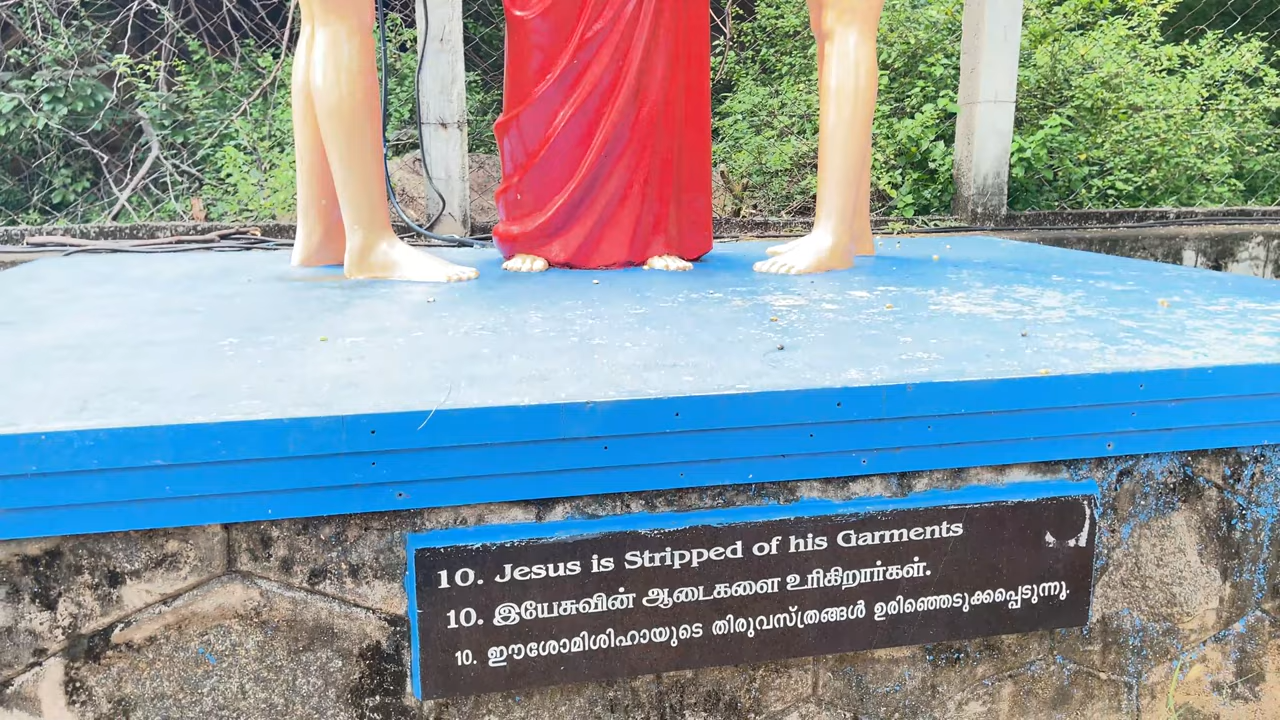 10. Jesus is Stripped of his Garments
10. இயேசுவின் ஆடைகளை உரிகிறார்கள்.
10. ഈശോമിശിഹായുടെ തിരുവസ്ത്രങ്ങൾ ഉരിഞ്ഞെടുക്കപ്പെടുന്നു.